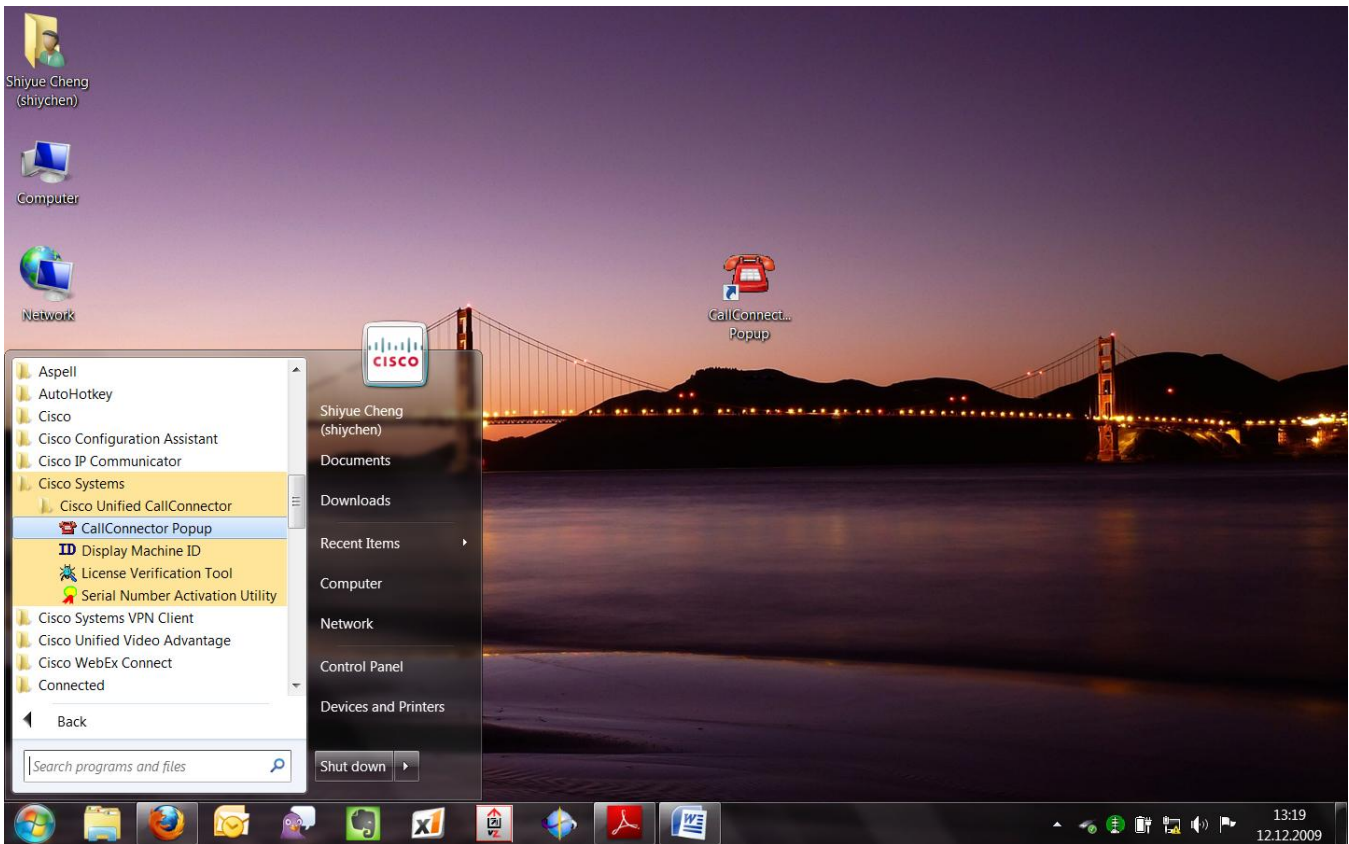 Shiyue Cheng
(shiychen)
Computer
Network
CallConnect...
Popup
CISCO
Aspell
AutoHotkey
Cisco
Cisco Configuration Assistant
Cisco IP Communicator
Cisco Systems
Cisco Unified CallConnector
CallConnector Popup
ID Display Machine ID
License Verification Tool
Serial Number Activation Utility
Cisco Systems VPN Client
Cisco Unified Video Advantage
Cisco WebEx Connect
Connected
Back
Search programs and files
Shiyue Cheng
(shiychen)
Documents
Downloads
Recent Items
Computer
Network
Control Panel
Devices and Printers
Shut down
13:19
12.12.2009